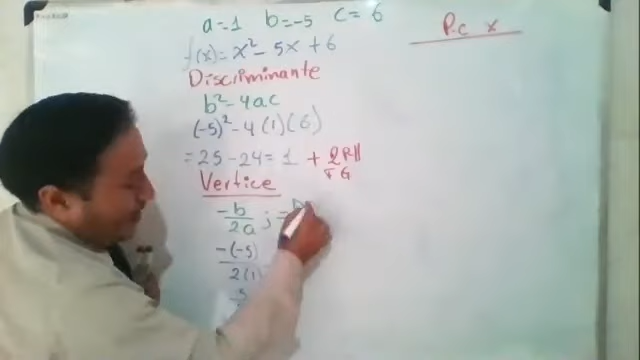 a=1 b=-5 c=6
f(x)=x²-5x+6
Discriminante
b²-4ac
(-5)²-4(1)(6)
=25-24=1 +
Vertice
-b/2a ; -
-(-5)
2(1)
5
P.c x